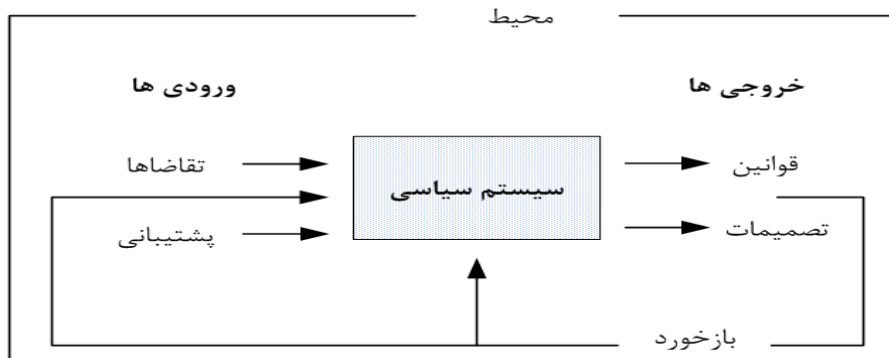 محیط
خروجی ها
ورودی ها
قوانین
تقاضاها
سیستم سیاسی
تصمیمات
پشتیبانی
بازخورد